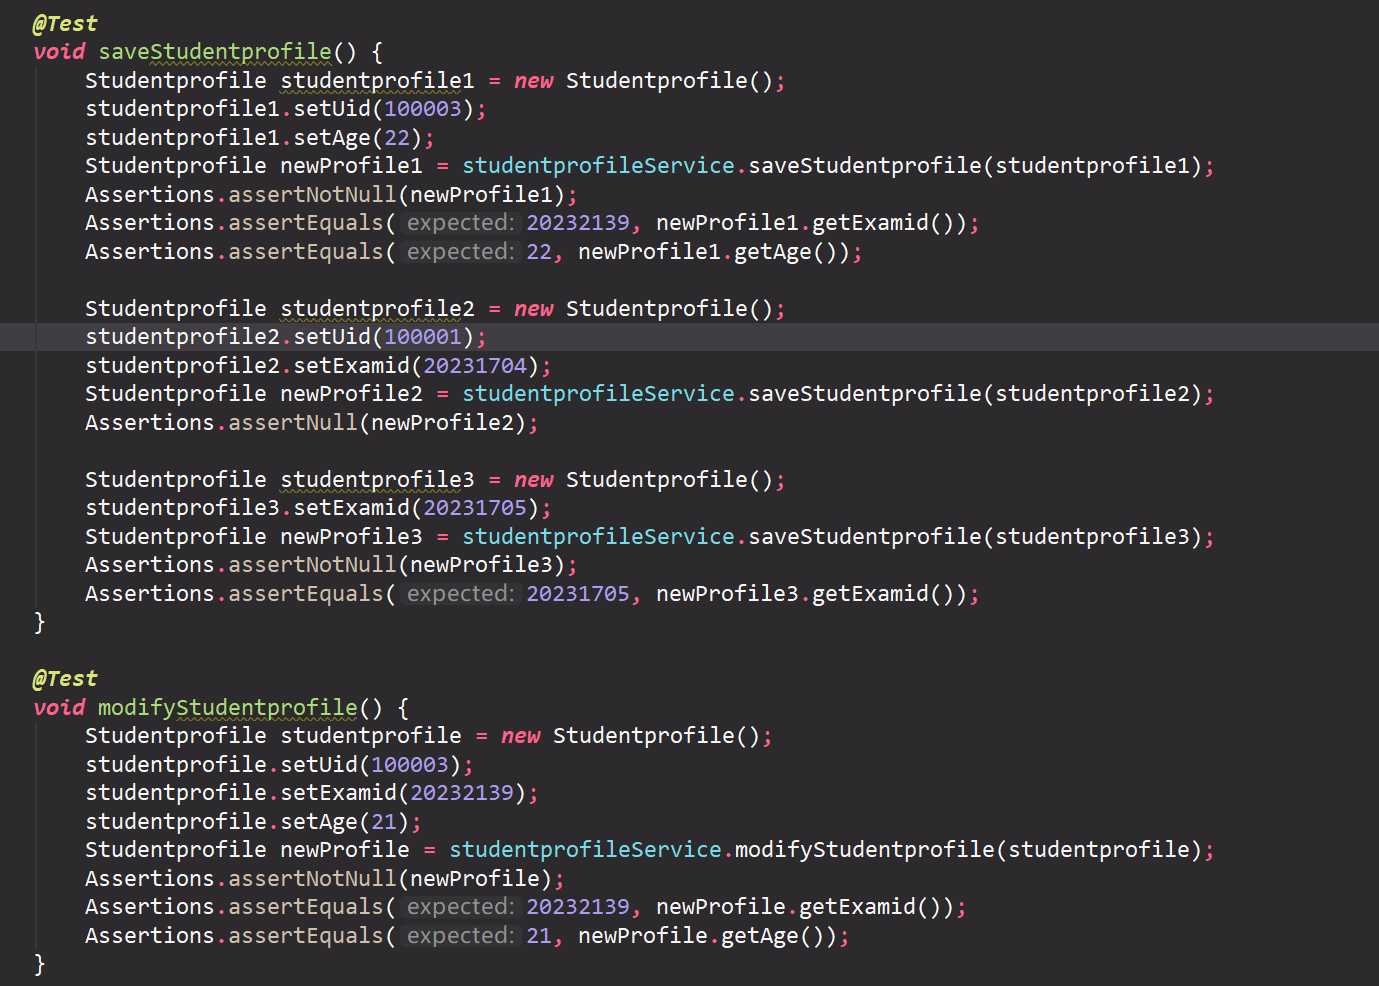 @Test
void saveStudentprofile() {
Studentprofile studentprofile1 = new Studentprofile();
studentprofile1.setUid(100003);
studentprofile1.setAge(22);
Studentprofile newProfile1 = studentprofileService.saveStudentprofile(studentprofile1);
Assertions.assertNotNull(newProfile1);
Assertions.assertEquals( expected: 20232139, newProfile1.getExamid());
Assertions.assertEquals( expected: 22, newProfile1.getAge());
Studentprofile studentprofile2 = new Studentprofile();
studentprofile2.setUid(100001);
studentprofile2.setExamid(20231704);
Studentprofile newProfile2 = studentprofileService.saveStudentprofile(studentprofile2);
Assertions.assertNull(newProfile2);
Studentprofile studentprofile3 = new Studentprofile();
studentprofile3.setExamid(20231705);
Studentprofile newProfile3 = studentprofileService.saveStudentprofile(studentprofile3);
Assertions.assertNotNull(newProfile3);
Assertions.assertEquals( expected: 20231705, newProfile3.getExamid());
}
@Test
void modifyStudentprofile() {
Studentprofile studentprofile = new Studentprofile();
studentprofile.setUid(100003);
studentprofile.setExamid(20232139);
studentprofile.setAge(21);
Studentprofile newProfile = studentprofileService.modifyStudentprofile(studentprofile);
Assertions.assertNotNull(newProfile);
Assertions.assertEquals( expected: 20232139, newProfile.getExamid());
Assertions.assertEquals( expected: 21, newProfile.getAge());
}